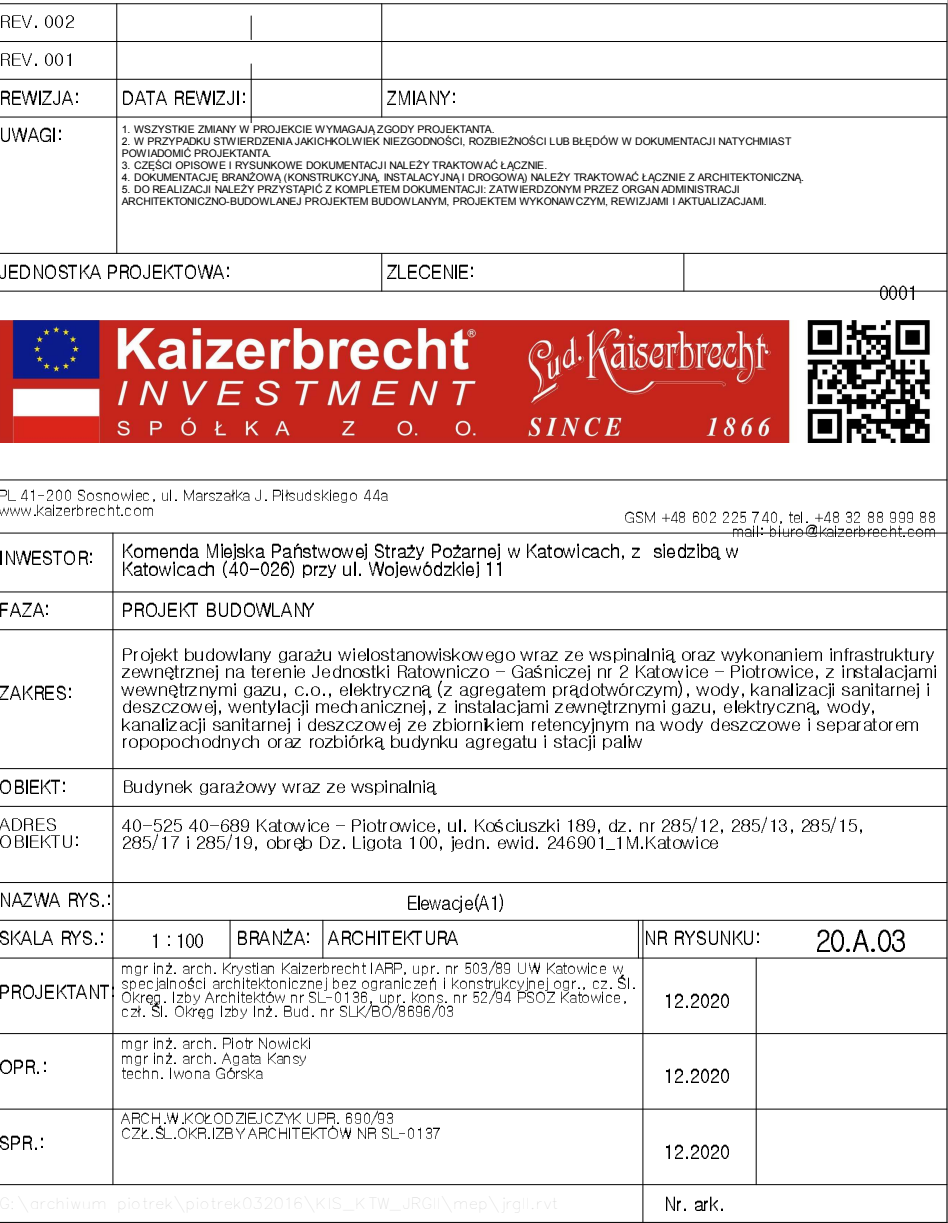 REV. 002
REV. 001
REWIZJA: DATA REWIZJI: ZMIANY:
UWAGI:
1. WSZYSTKIE ZMIANY W PROJEKCIE WYMAGAJĄ ZGODY PROJEKTANTA.
2. W PRZYPADKU STWIERDZENIA JAKICHKOLWIEK NIEZGODNOŚCI, ROZBIEŻNOŚCI LUB BŁĘDÓW W DOKUMENTACJI NATYCHMIAST
POWIADOMIĆ PROJEKTANTA.
3. CZĘŚCI OPISOWE I RYSUNKOWE DOKUMENTACJI NALEŻY TRAKTOWAĆ ŁĄCZNIE.
4. DOKUMENTACJĘ BRANŻOWĄ (KONSTRUKCYJNĄ, INSTALACYJNĄ I DROGOWĄ) NALEŻY TRAKTOWAĆ ŁĄCZNIE Z ARCHITEKTONICZNĄ.
5. DO REALIZACJI NALEŻY PRZYSTĄPIĆ Z KOMPLETEM DOKUMENTACJI: ZATWIERDZONYM PRZEZ ORGAN ADMINISTRACJI
ARCHITEKTONICZNO-BUDOWLANEJ PROJEKTEM BUDOWLANYM, PROJEKTEM WYKONAWCZYM, REWIZJAMI I AKTUALIZACJAMI.
JEDNOSTKA PROJEKTOWA: ZLECENIE:
0001
Kaizerbrecht®
INVESTMENT
SPÓŁKA Z O. O.
Lud. Kaiserbrecht
SINCE 1866
PL 41-200 Sosnowiec, ul. Marszałka J. Piłsudskiego 44a
www.kaizerbrecht.com
GSM +48 602 225 740, tel. +48 32 88 999 88
mail: biuro@kaizerbrecht.com
INWESTOR:
Komenda Miejska Państwowej Straży Pożarnej w Katowicach, z siedzibą w
Katowicach (40-026) przy ul. Wojewódzkiej 11
FAZA: PROJEKT BUDOWLANY
ZAKRES:
Projekt budowlany garażu wielostanowiskowego wraz ze wspinalnią oraz wykonaniem infrastruktury
zewnętrznej na terenie Jednostki Ratowniczo - Gaśniczej nr 2 Katowice - Piotrowice, z instalacjami
wewnętrznymi gazu, c.o., elektryczną (z agregatem prądotwórczym), wody, kanalizacji sanitarnej i
deszczowej, wentylacji mechanicznej, z instalacjami zewnętrznymi gazu, elektryczną, wody,
kanalizacji sanitarnej i deszczowej ze zbiornikiem retencyjnym na wody deszczowe i separatorem
ropopochodnych oraz rozbiórką budynku agregatu i stacji paliw
OBIEKT: Budynek garażowy wraz ze wspinalnią
ADRES
OBIEKTU:
40-525 40-689 Katowice - Piotrowice, ul. Kościuszki 189, dz. nr 285/12, 285/13, 285/15,
285/17 i 285/19, obręb Dz. Ligota 100, jedn. ewid. 246901_1M.Katowice
NAZWA RYS.: Elewacje(A1)
SKALA RYS.: 1 : 100 BRANŻA: ARCHITEKTURA NR RYSUNKU: 20.A.03
PROJEKTANT:
mgr inż. arch. Krystian Kaizerbrecht IARP, upr. nr 503/89 UW Katowice w
specjalności architektonicznej bez ograniczeń i konstrukcyjnej ogr., cz. Śl.
Okręg. Izby Architektów nr SL-0136, upr. kons. nr 52/94 PSOZ Katowice,
czł. Śl. Okręg Izby Inż. Bud. nr SLK/BO/8696/03
12.2020
OPR.:
mgr inż. arch. Piotr Nowicki
mgr inż. arch. Agata Kansy
techn. Iwona Górska
12.2020
SPR.:
ARCH.W.KOŁODZIEJCZYK UPR. 690/93
CZŁ.ŚL.OKR.IZBY ARCHITEKTÓW NR SL-0137
12.2020
G:\archiwum piotrek\piotrek032016\KIS_KTW_JRGII\mep\jrgII.rvt
Nr. ark.